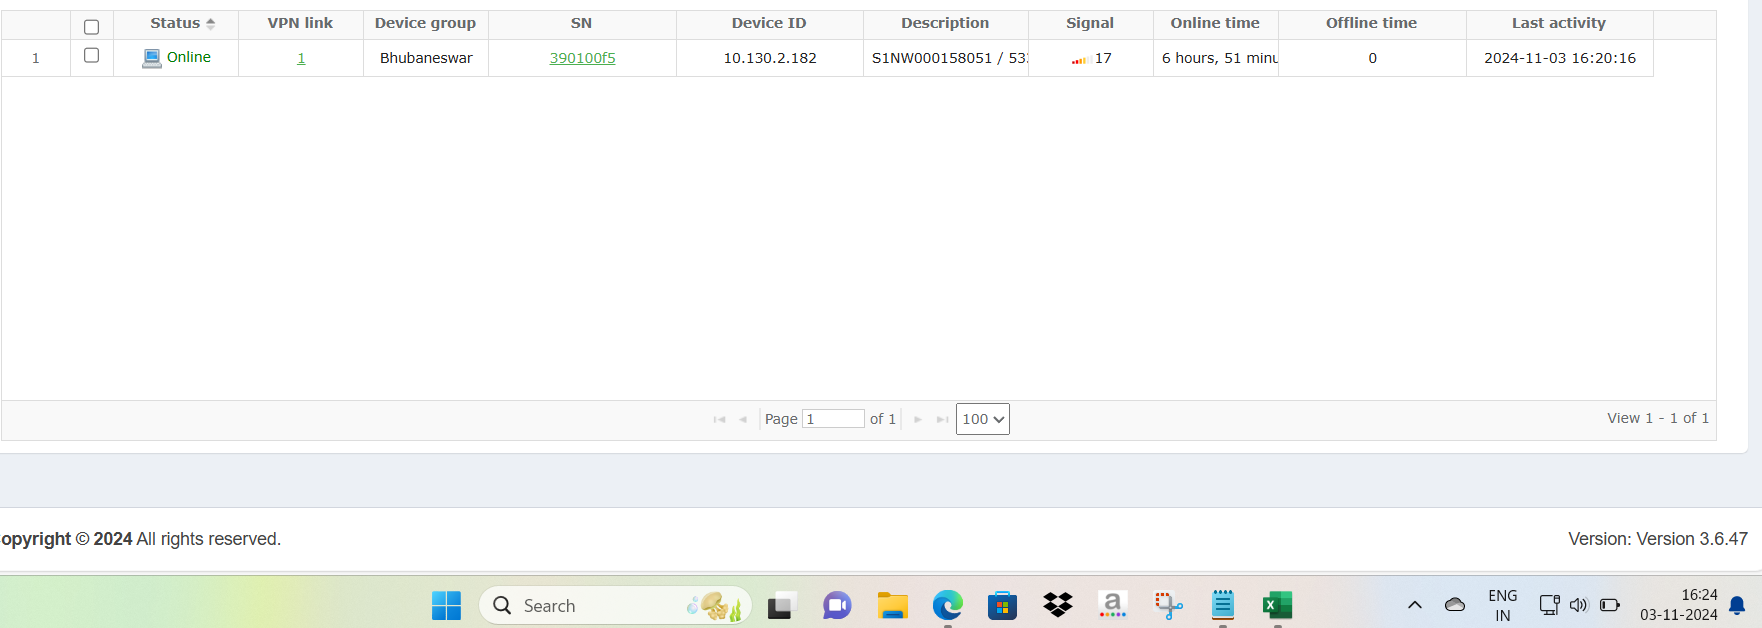 Status VPN link Device group SN Device ID Description Signal Online time Offline time Last activity
1 Online 1 Bhubaneswar 390100f5 10.130.2.182 S1NW000158051 / 53 17 6 hours, 51 minu 0 2024-11-03 16:20:16
Page 1 of 1 100 View 1 - 1 of 1
opyright © 2024 All rights reserved. Version: Version 3.6.47
Search ENG 16:24
IN 03-11-2024